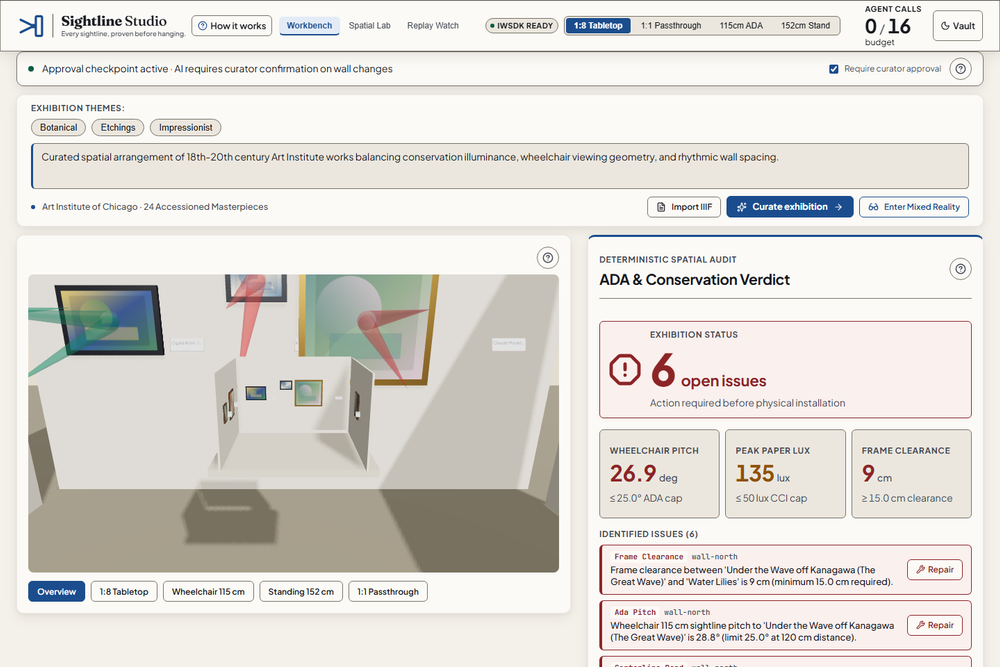 Sightline Studio
Every sightline, proven before hanging.
How it works
Workbench
Spatial Lab
Replay Watch
IWSDK READY
1:8 Tabletop
1:1 Passthrough
115cm ADA
152cm Stand
AGENT CALLS
0 / 16
budget
Vault
Approval checkpoint active · AI requires curator confirmation on wall changes
Require curator approval
EXHIBITION THEMES:
Botanical
Etchings
Impressionist
Curated spatial arrangement of 18th–20th century Art Institute works balancing conservation illuminance, wheelchair viewing geometry, and rhythmic wall spacing.
Art Institute of Chicago · 24 Accessioned Masterpieces
Import IIIF
Curate exhibition →
Enter Mixed Reality
Overview
1:8 Tabletop
Wheelchair 115 cm
Standing 152 cm
1:1 Passthrough
DETERMINISTIC SPATIAL AUDIT
ADA & Conservation Verdict
EXHIBITION STATUS
6 open issues
Action required before physical installation
WHEELCHAIR PITCH
26.9 deg
≤ 25.0° ADA cap
PEAK PAPER LUX
135 lux
≤ 50 lux CCI cap
FRAME CLEARANCE
9 cm
≥ 15.0 cm clearance
IDENTIFIED ISSUES (6)
Frame Clearance wall-north
Frame clearance between 'Under the Wave off Kanagawa (The
Great Wave)' and 'Water Lilies' is 9 cm (minimum 15.0 cm required).
Repair
Ada Pitch wall-north
Wheelchair 115 cm sightline pitch to 'Under the Wave off Kanagawa
(The Great Wave)' is 28.8° (limit 25.0° at 120 cm distance).
Repair